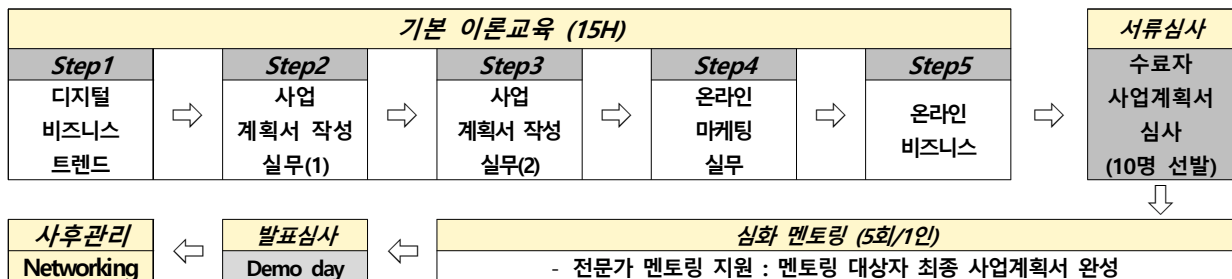 기본 이론교육 (15H)
서류심사
Step1
Step2
Step3
Step4
Step5
수료자
사업계획서
심사
(10명 선발)
디지털
비즈니스
트렌드
사업
계획서 작성
실무(1)
사업
계획서 작성
실무(2)
온라인
마케팅
실무
온라인
비즈니스
심화 멘토링 (5회/1인)
- 전문가 멘토링 지원 : 멘토링 대상자 최종 사업계획서 완성
발표심사
Demo day
사후관리
Networking